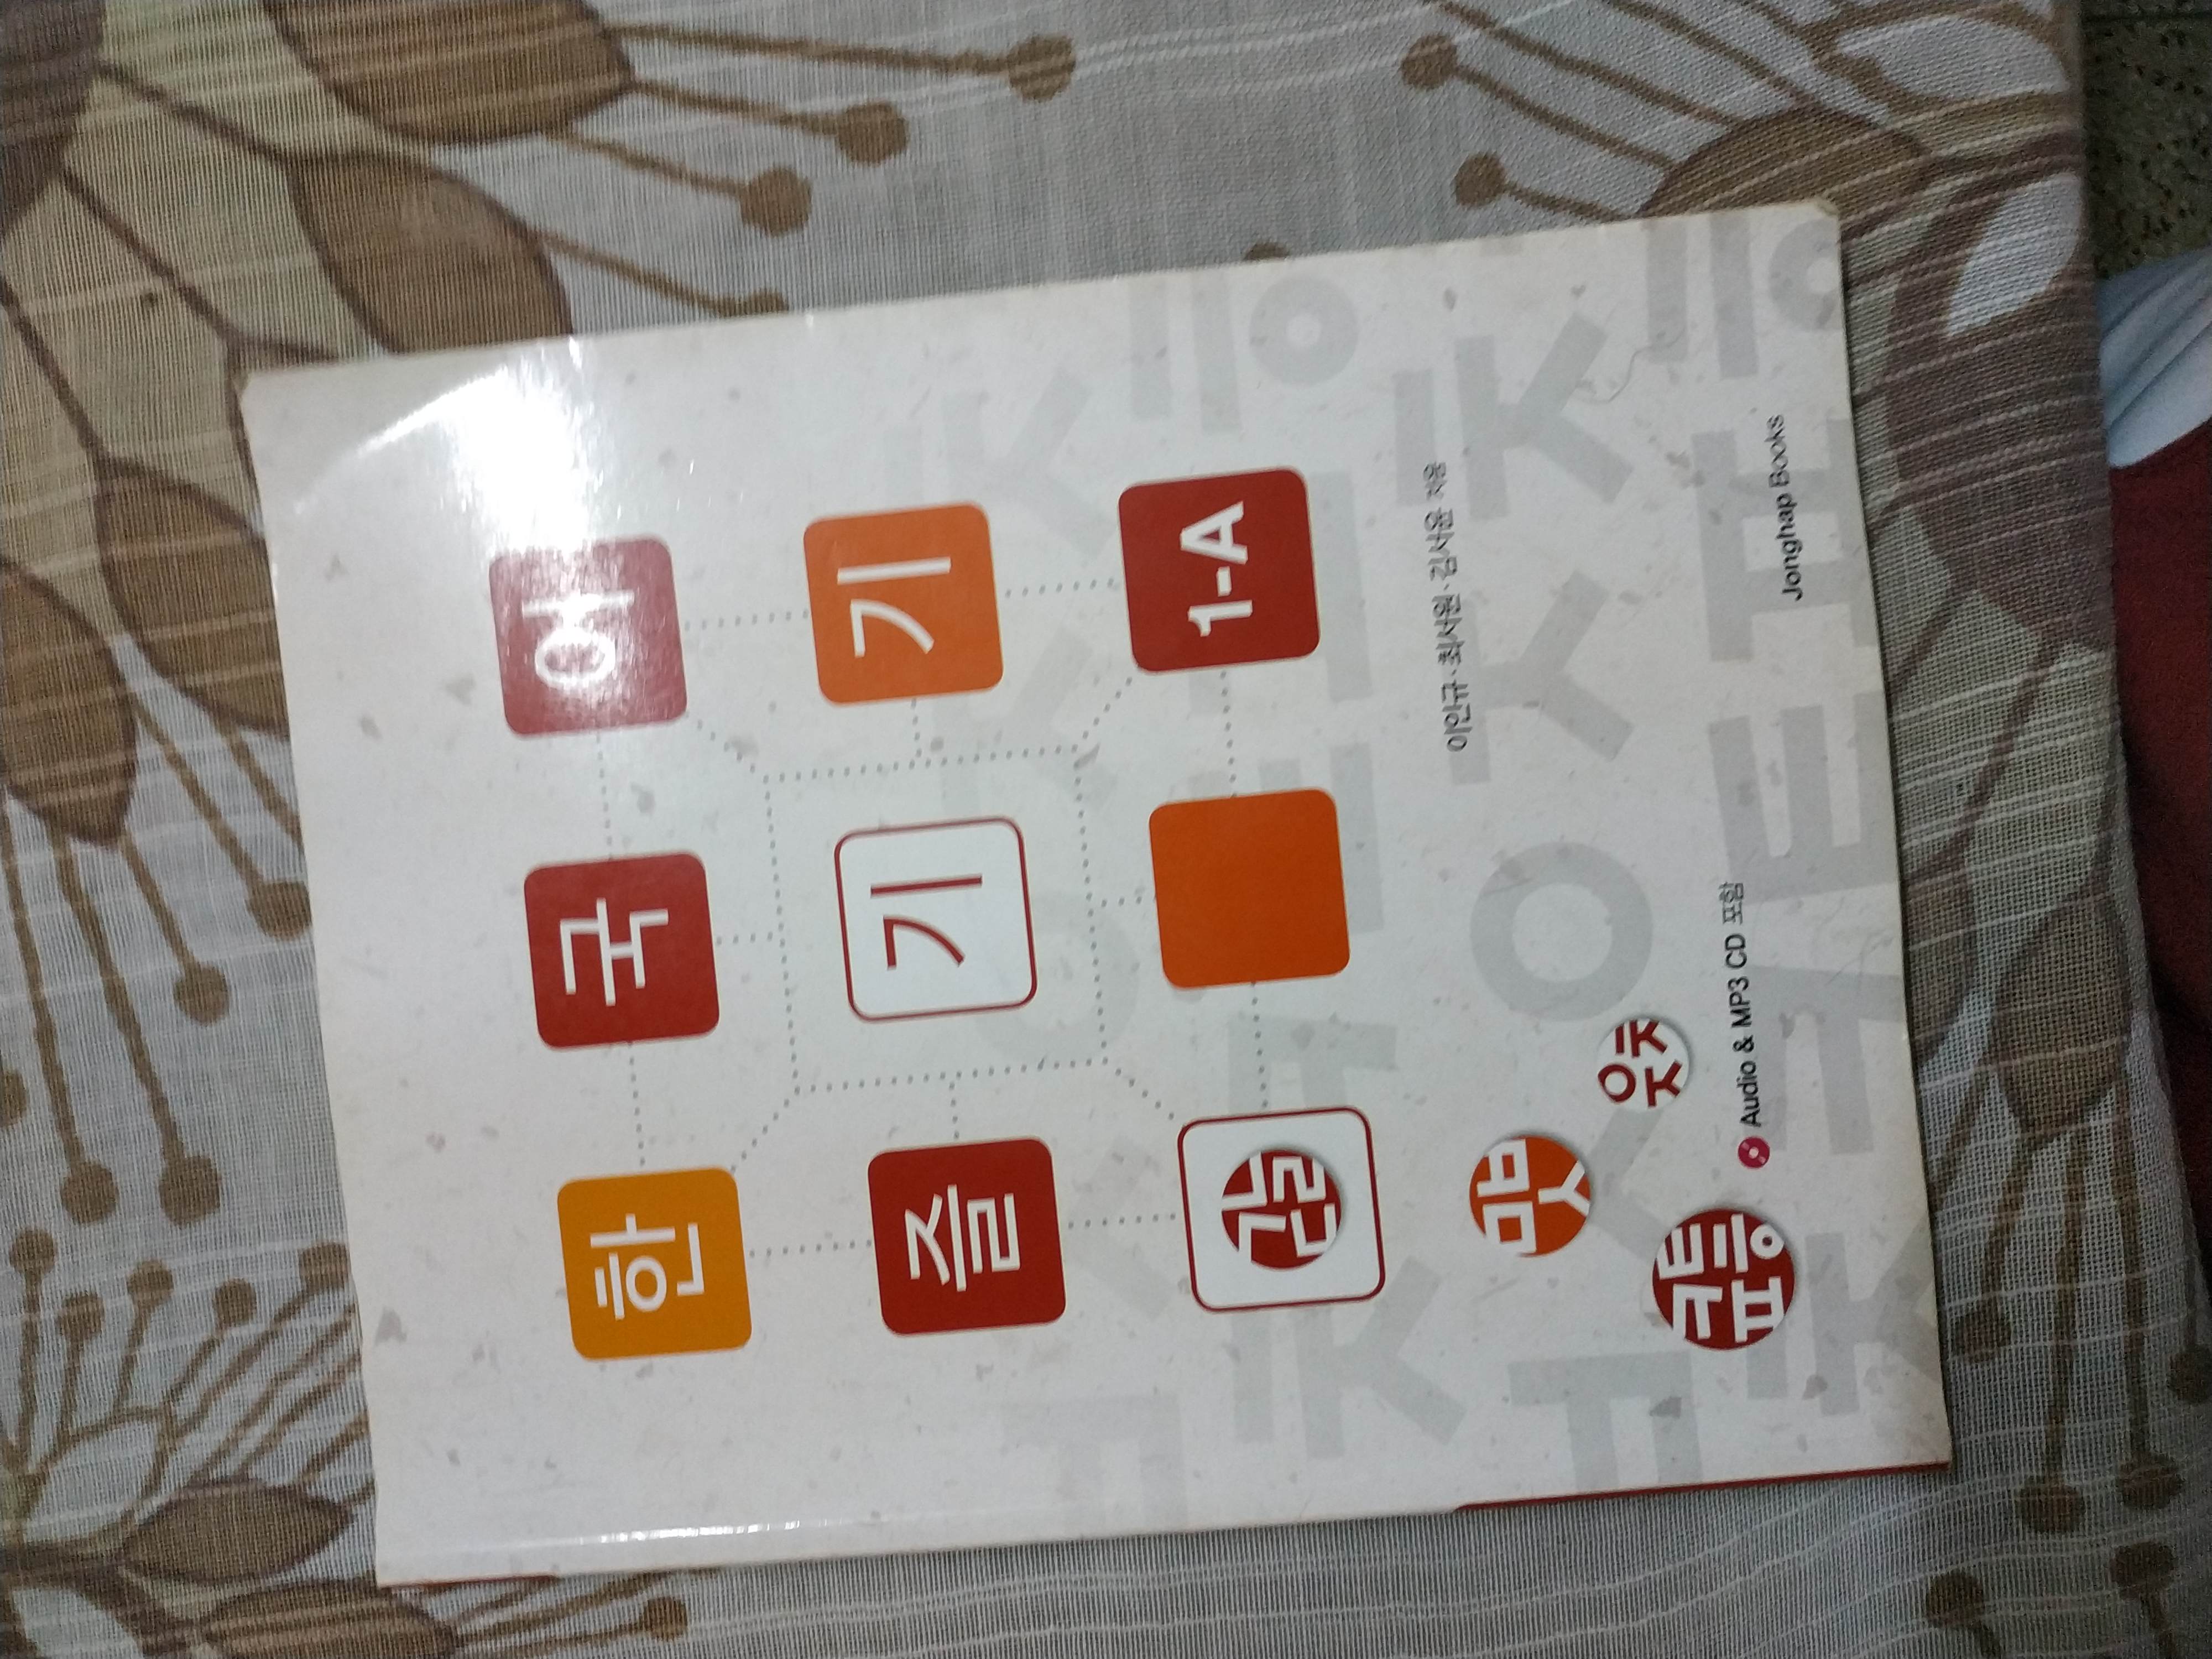 한국어
즐기기
1-A
이인규·최서원·김서윤 지음
Audio & MP3 CD 포함
Jonghap Books